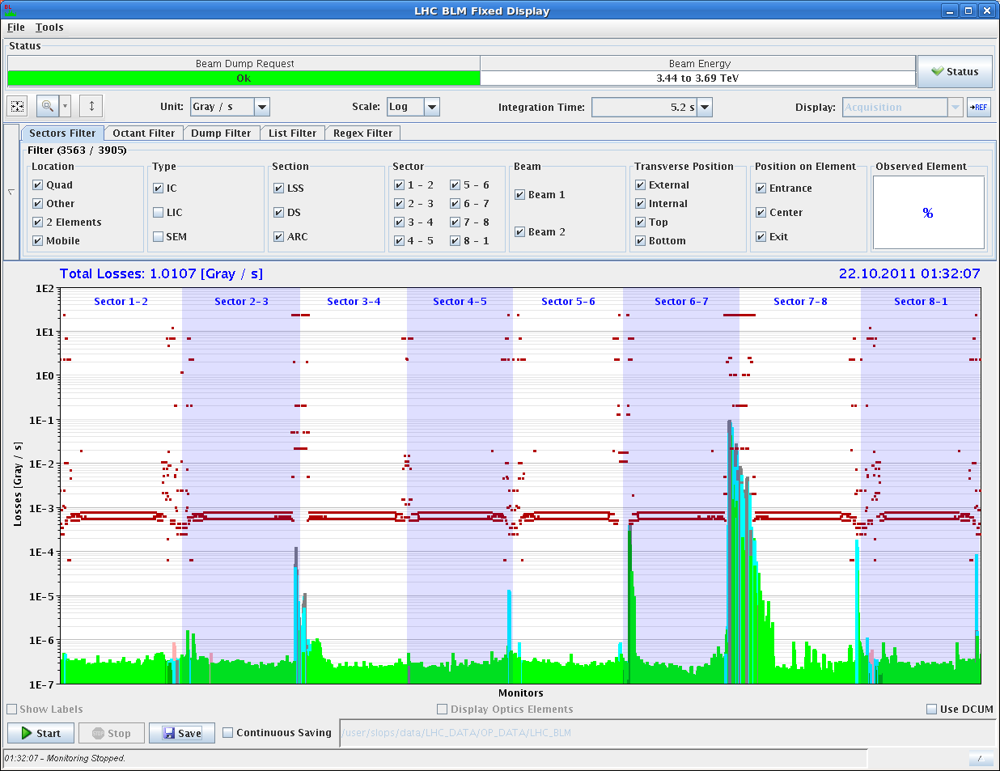 BL
LHC BLM Fixed Display
File Tools
Status
Beam Dump Request Beam Energy
Ok 3.44 to 3.69 TeV
Status
Unit: Gray / s Scale: Log Integration Time: 5.2 s Display: Acquisition →REF
Sectors Filter Octant Filter Dump Filter List Filter Regex Filter
Filter (3563 / 3905)
Location Type Section Sector Beam Transverse Position Position on Element Observed Element
Quad IC LSS 1 - 2 5 - 6 Beam 1 External Entrance
Other LIC DS 2 - 3 6 - 7 Internal Center %
2 Elements SEM ARC 3 - 4 7 - 8 Beam 2 Top Exit
Mobile 4 - 5 8 - 1 Bottom
Total Losses: 1.0107 [Gray / s] 22.10.2011 01:32:07
Sector 1-2 Sector 2-3 Sector 3-4 Sector 4-5 Sector 5-6 Sector 6-7 Sector 7-8 Sector 8-1
1E2
1E1
1E0
1E-1
1E-2
1E-3
1E-4
1E-5
1E-6
1E-7
Losses [Gray / s]
Monitors
Show Labels Display Optics Elements Use DCUM
Start Stop Save Continuous Saving /user/slops/data/LHC_DATA/OP_DATA/LHC_BLM
01:32:07 - Monitoring Stopped.